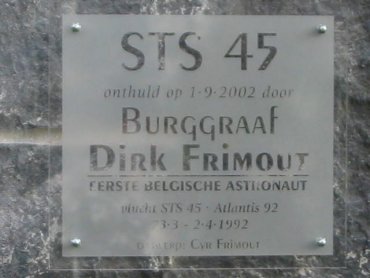 STS 45
onthuld op 1-9-2002 door
BURGGRAAF
DIRK FRIMOUT
EERSTE BELGISCHE ASTRONAUT
vlucht STS 45 · Atlantis 92
23·3 - 2·4·1992
CYR FRIMOUT